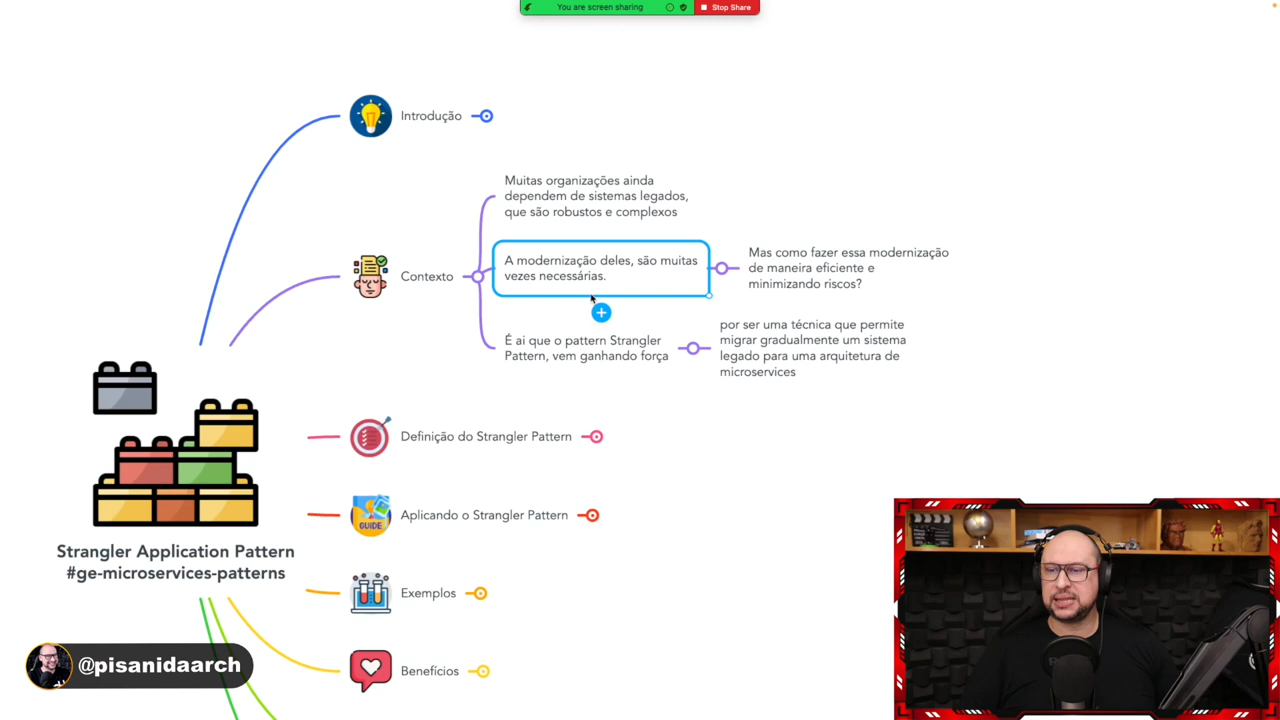 You are screen sharing
Stop Share
Introdução
Muitas organizações ainda
dependem de sistemas legados,
que são robustos e complexos
A modernização deles, são muitas
vezes necessárias.
Mas como fazer essa modernização
de maneira eficiente e
minimizando riscos?
Contexto
É ai que o pattern Strangler
Pattern, vem ganhando força
por ser uma técnica que permite
migrar gradualmente um sistema
legado para uma arquitetura de
microservices
Definição do Strangler Pattern
GUIDE
Aplicando o Strangler Pattern
Strangler Application Pattern
#ge-microservices-patterns
Exemplos
Benefícios
@pisanidaarch